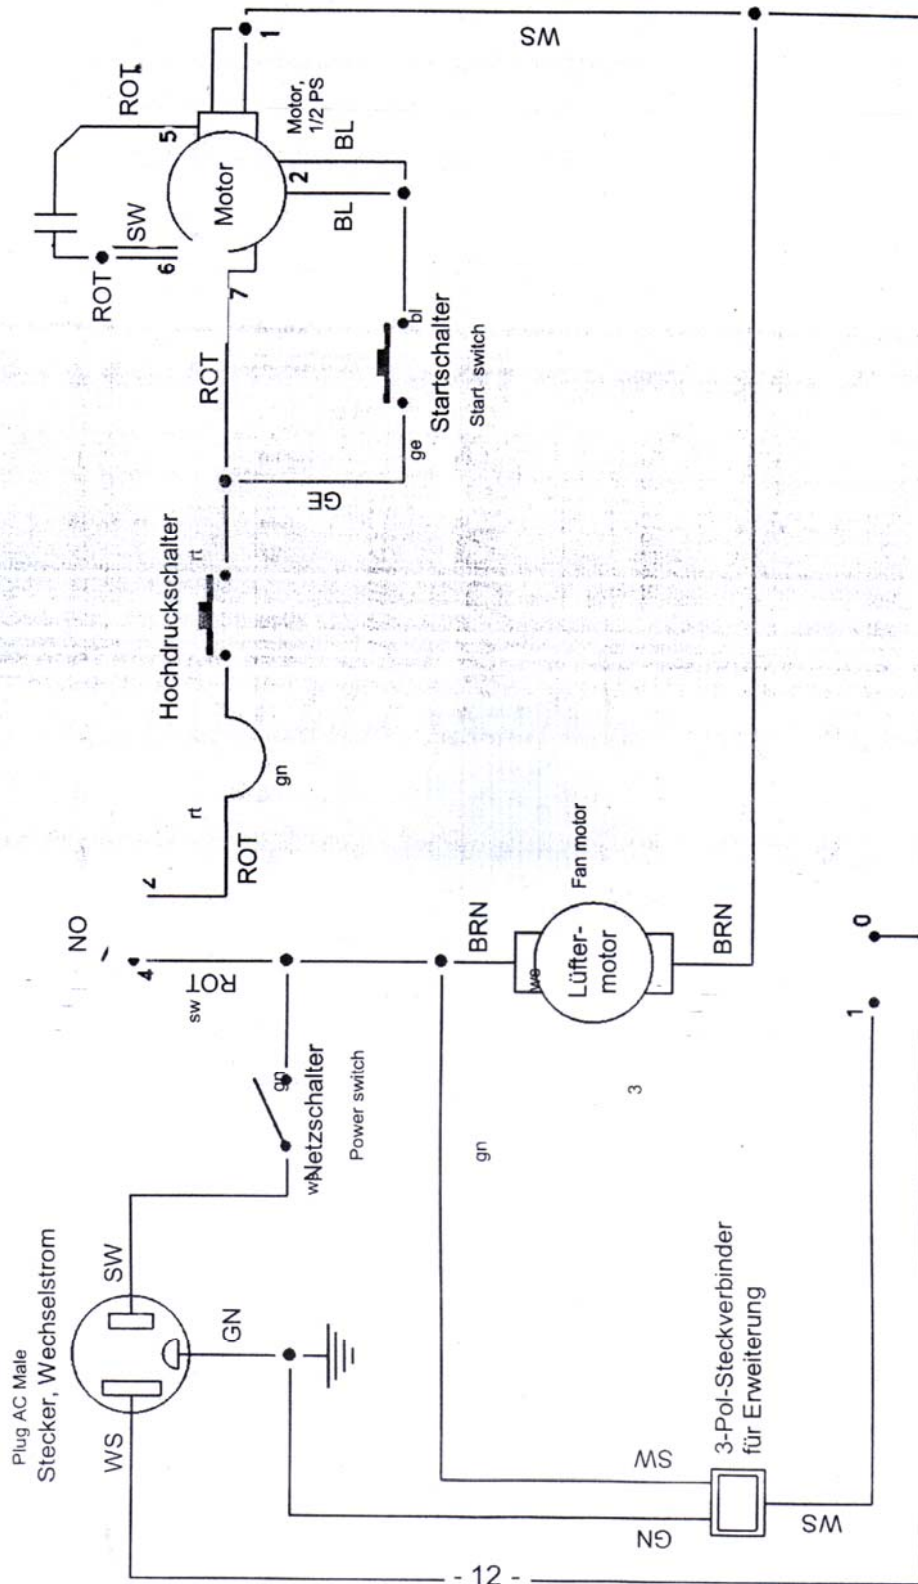 Plug AC Male
Stecker, Wechselstrom
WS
SW
GN
Netzschalter
Power switch
gn
NO
4
ROT
sw
rt
ROT
gn
Hochdruckschalter
rt
ROT
GE
ge
Startschalter
Start switch
bl
ROT
SW
6
7
5
ROT
Motor
Motor,
1/2 PS
2
BL
BL
1
WS
BRN
Lüfter-
motor
Fan motor
BRN
gn
3
SW
GN
3-Pol-Steckverbinder
für Erweiterung
WS
1
0
- 12 -